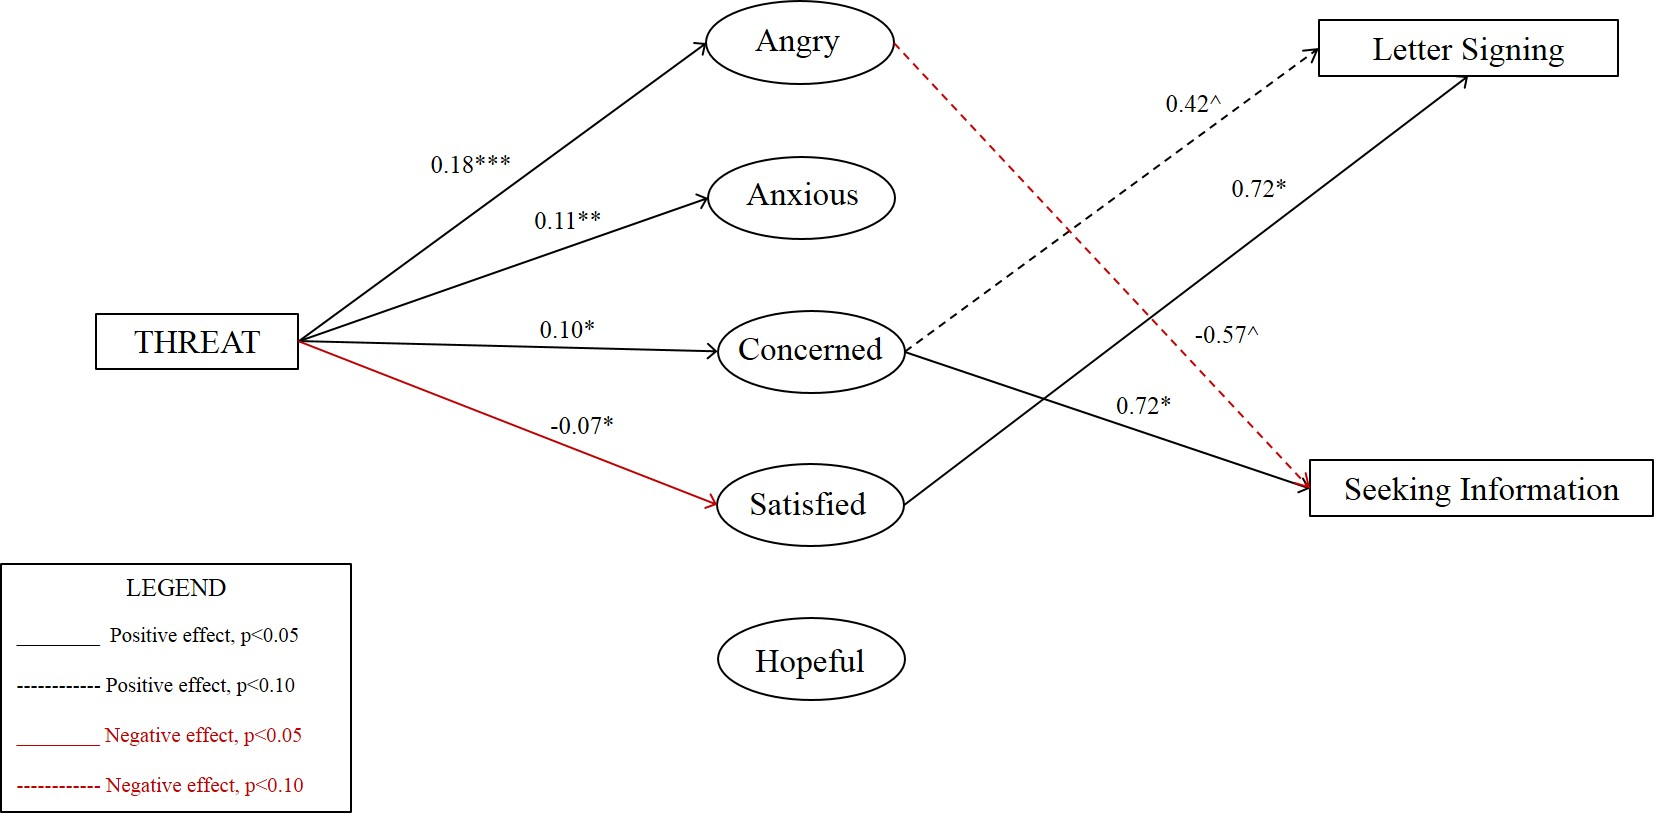 Angry
Letter Signing
0.42^
0.18***
0.72*
Anxious
0.11**
THREAT
0.10*
Concerned
-0.57^
0.72*
-0.07*
Satisfied
Seeking Information
LEGEND
Positive effect, p<0.05
Positive effect, p<0.10
Negative effect, p<0.05
Negative effect, p<0.10
Hopeful